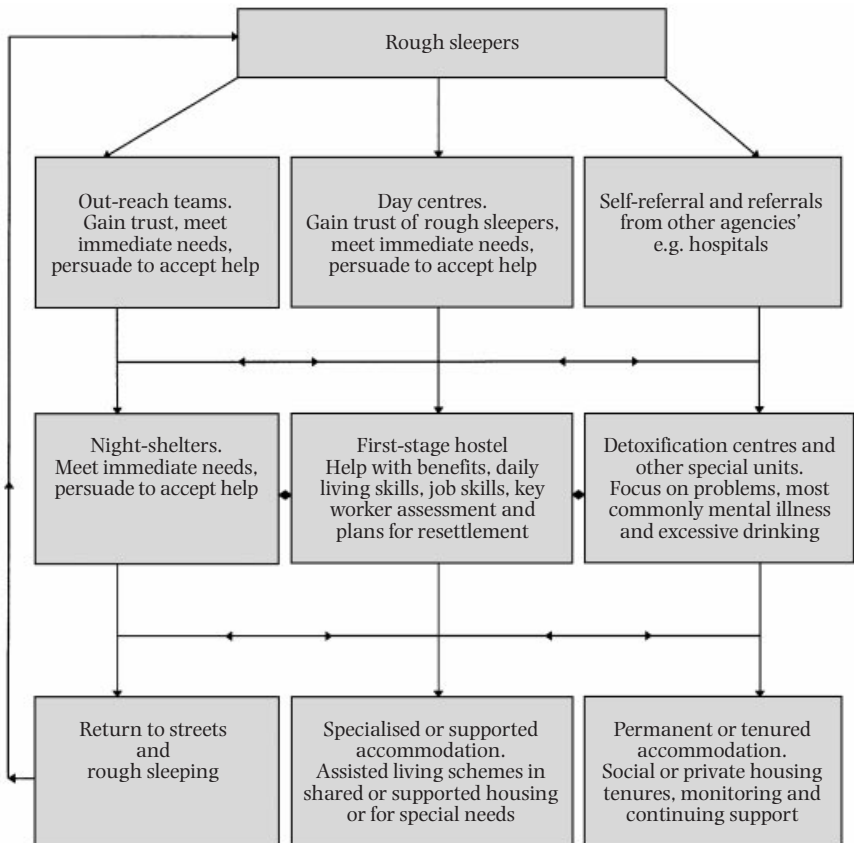 Rough sleepers
Out-reach teams.
Gain trust, meet
immediate needs,
persuade to accept help
Day centres.
Gain trust of rough sleepers,
meet immediate needs,
persuade to accept help
Self-referral and referrals
from other agencies’
e.g. hospitals
Night-shelters.
Meet immediate needs,
persuade to accept help
First-stage hostel
Help with benefits, daily
living skills, job skills, key
worker assessment and
plans for resettlement
Detoxification centres and
other special units.
Focus on problems, most
commonly mental illness
and excessive drinking
Return to streets
and
rough sleeping
Specialised or supported
accommodation.
Assisted living schemes in
shared or supported housing
or for special needs
Permanent or tenured
accommodation.
Social or private housing
tenures, monitoring and
continuing support